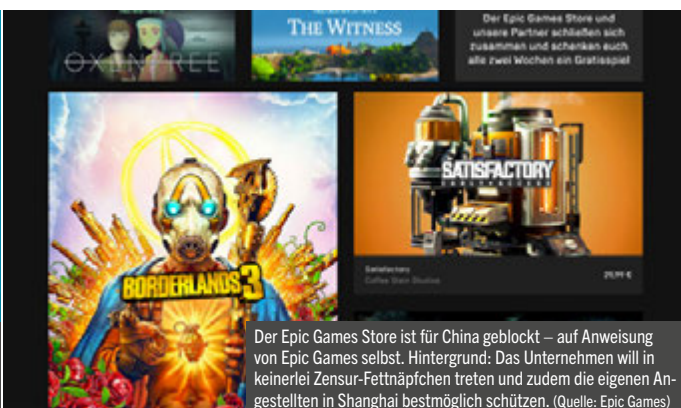 OXENFREE
THE WITNESS
Der Epic Games Store und
unsere Partner schließen sich
zusammen und schenken euch
alle zwei Wochen ein Gratisspiel
SATISFACTORY
Satisfactory
Coffee Stain Studios
29,99 €
BORDERLANDS 3
Der Epic Games Store ist für China geblockt – auf Anweisung
von Epic Games selbst. Hintergrund: Das Unternehmen will in
keinerlei Zensur-Fettnäpfchen treten und zudem die eigenen An-
gestellten in Shanghai bestmöglich schützen. (Quelle: Epic Games)